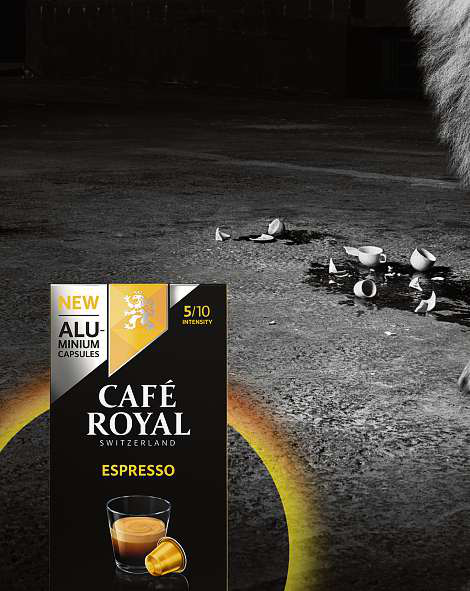 NEW
ALU-
MINIUM
CAPSULES
5/10
INTENSITY
CAFÉ
ROYAL
SWITZERLAND
ESPRESSO